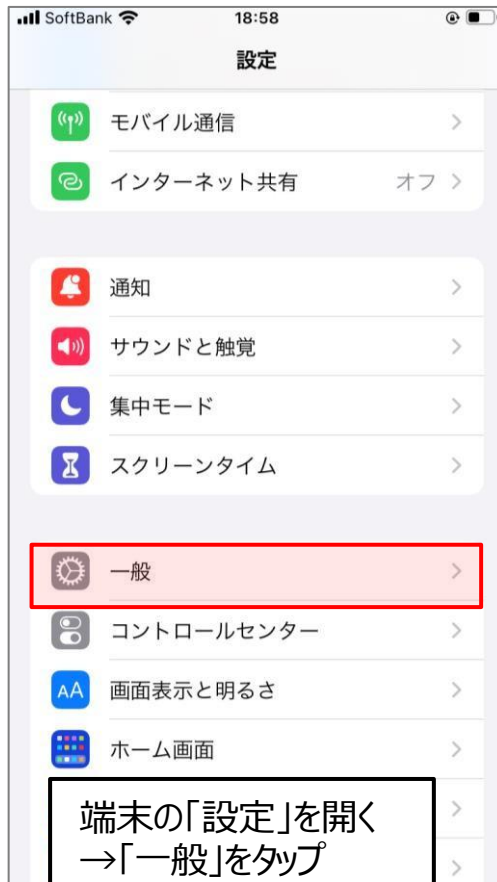 SoftBank 18:58
設定
モバイル通信
インターネット共有 オフ
通知
サウンドと触覚
集中モード
スクリーンタイム
一般
コントロールセンター
AA 画面表示と明るさ
ホーム画面
端末の「設定」を開く
→「一般」をタップ